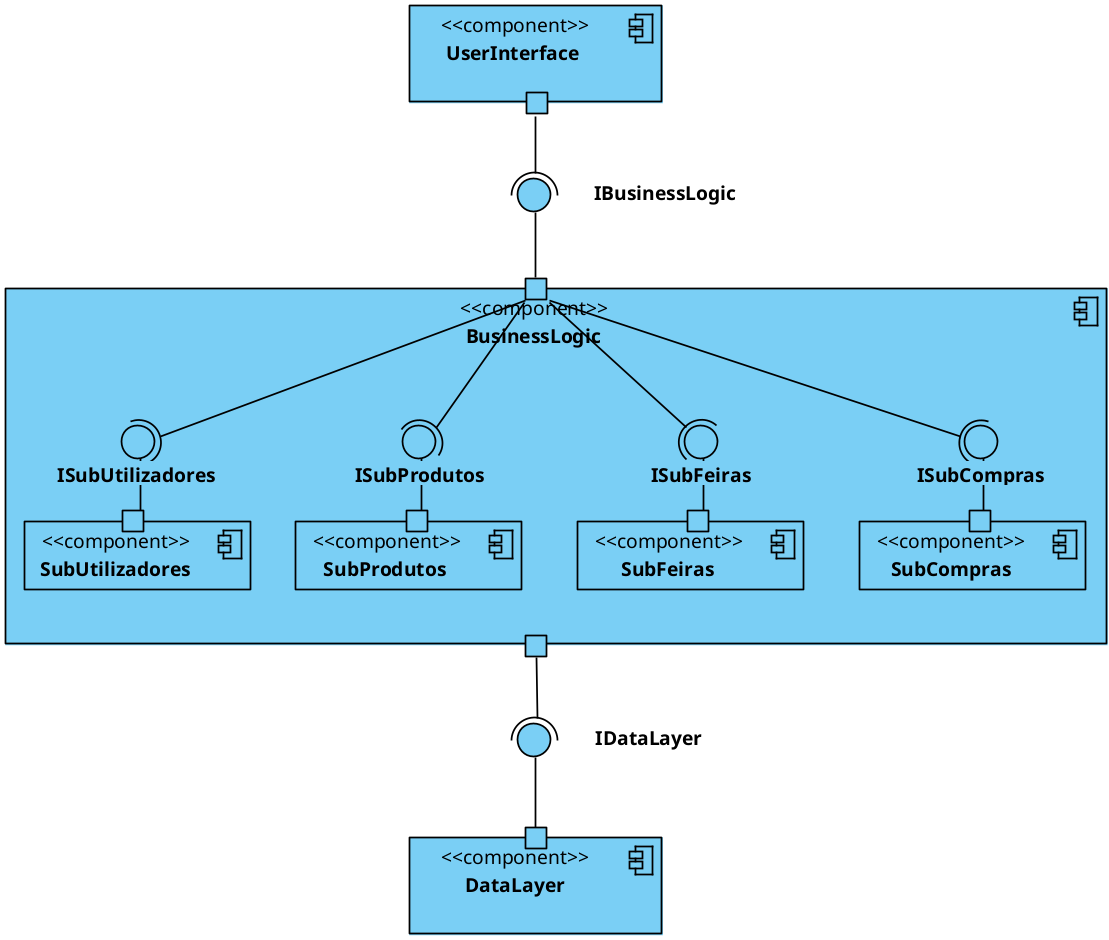 <<component>>
UserInterface
IBusinessLogic
<<component>>
BusinessLogic
ISubUtilizadores
ISubProdutos
ISubFeiras
ISubCompras
<<component>>
SubUtilizadores
<<component>>
SubProdutos
<<component>>
SubFeiras
<<component>>
SubCompras
IDataLayer
<<component>>
DataLayer